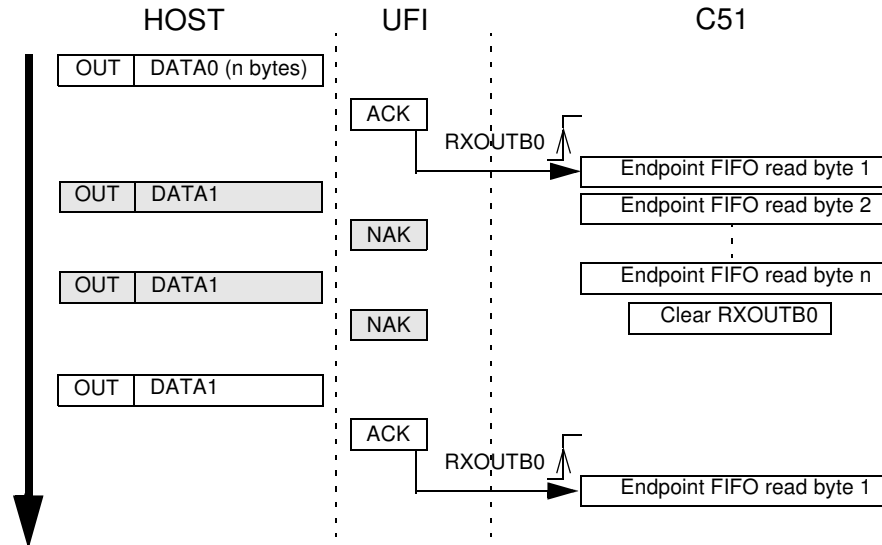 HOST UFI C51
OUT DATA0 (n bytes)
ACK
RXOUTB0
Endpoint FIFO read byte 1
OUT DATA1
Endpoint FIFO read byte 2
NAK
OUT DATA1
Endpoint FIFO read byte n
NAK
Clear RXOUTB0
OUT DATA1
ACK
RXOUTB0
Endpoint FIFO read byte 1